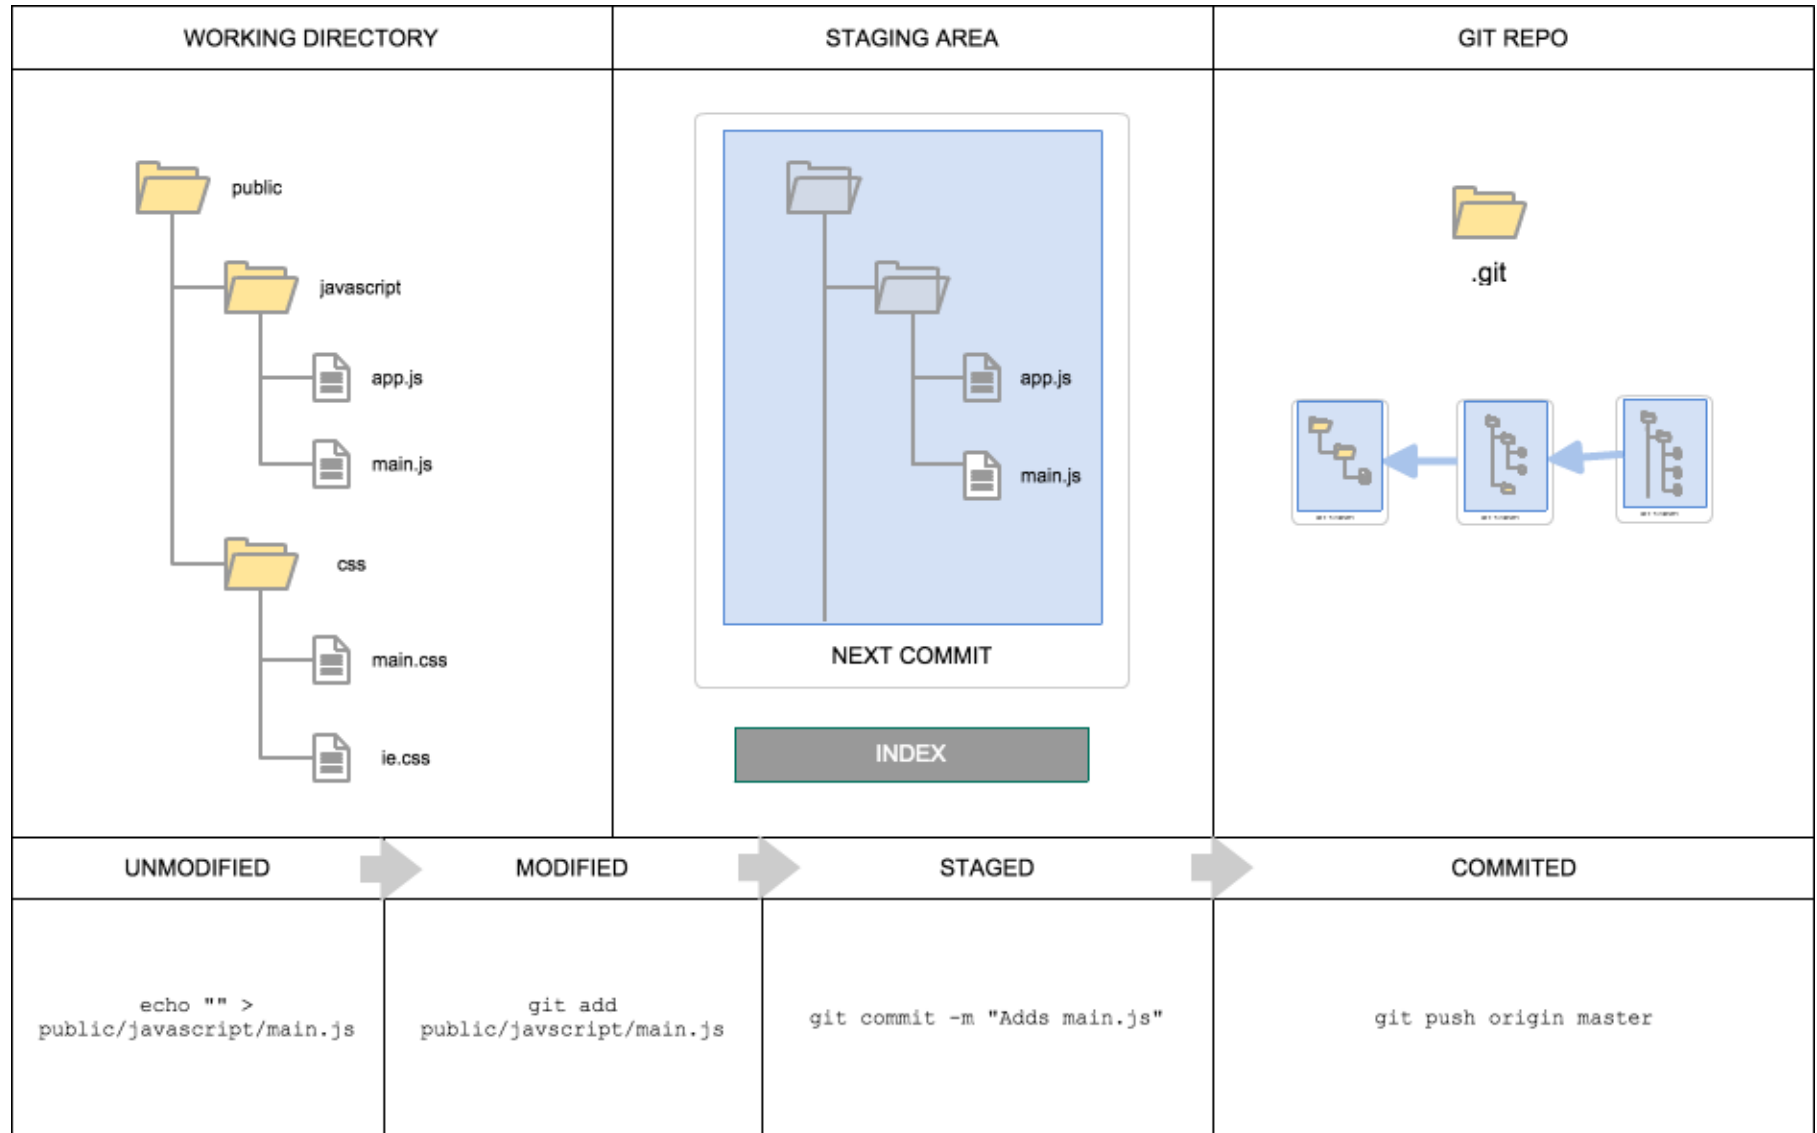 WORKING DIRECTORY
STAGING AREA
GIT REPO
public
javascript
app.js
main.js
css
main.css
ie.css
app.js
main.js
NEXT COMMIT
INDEX
.git
UNMODIFIED
MODIFIED
STAGED
COMMITED
echo "" >
public/javascript/main.js
git add
public/javscript/main.js
git commit -m "Adds main.js"
git push origin master